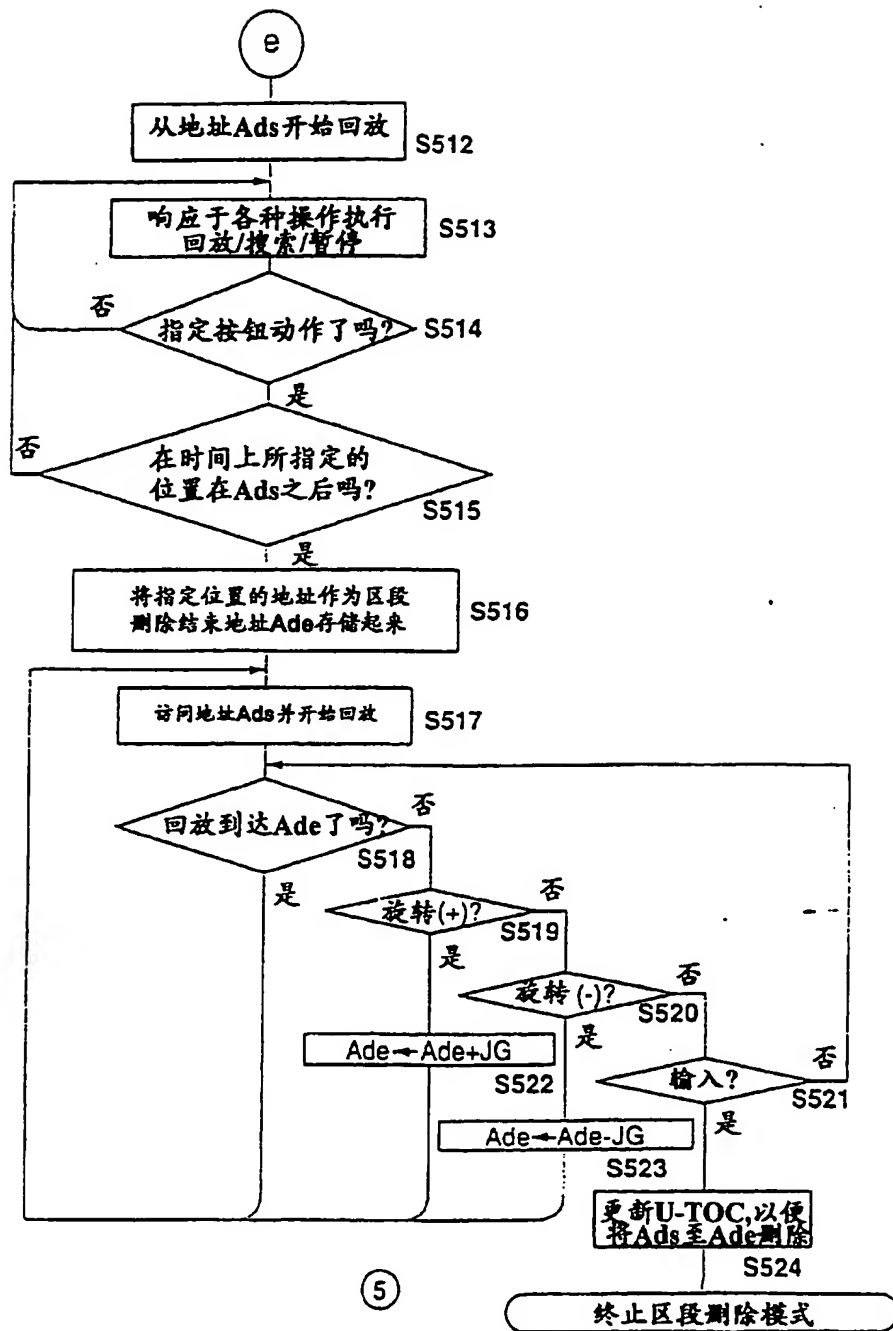 e
从地址Ads开始回放
S512
响应于各种操作执行
回放/搜索/暂停
S513
否
指定按钮动作了吗?
S514
是
否
在时间上所指定的
位置在Ads之后吗?
S515
是
将指定位置的地址作为区段
删除结束地址Ade存储起来
S516
访问地址Ads并开始回放
S517
回放到达Ade了吗?
否
S518
是
旋转(+)?
否
S519
是
旋转(-)?
否
S520
是
Ade←Ade+JG
S522
输入?
否
S521
是
Ade←Ade-JG
S523
更新U-TOC,以便
将Ads至Ade删除
S524
5
终止区段删除模式